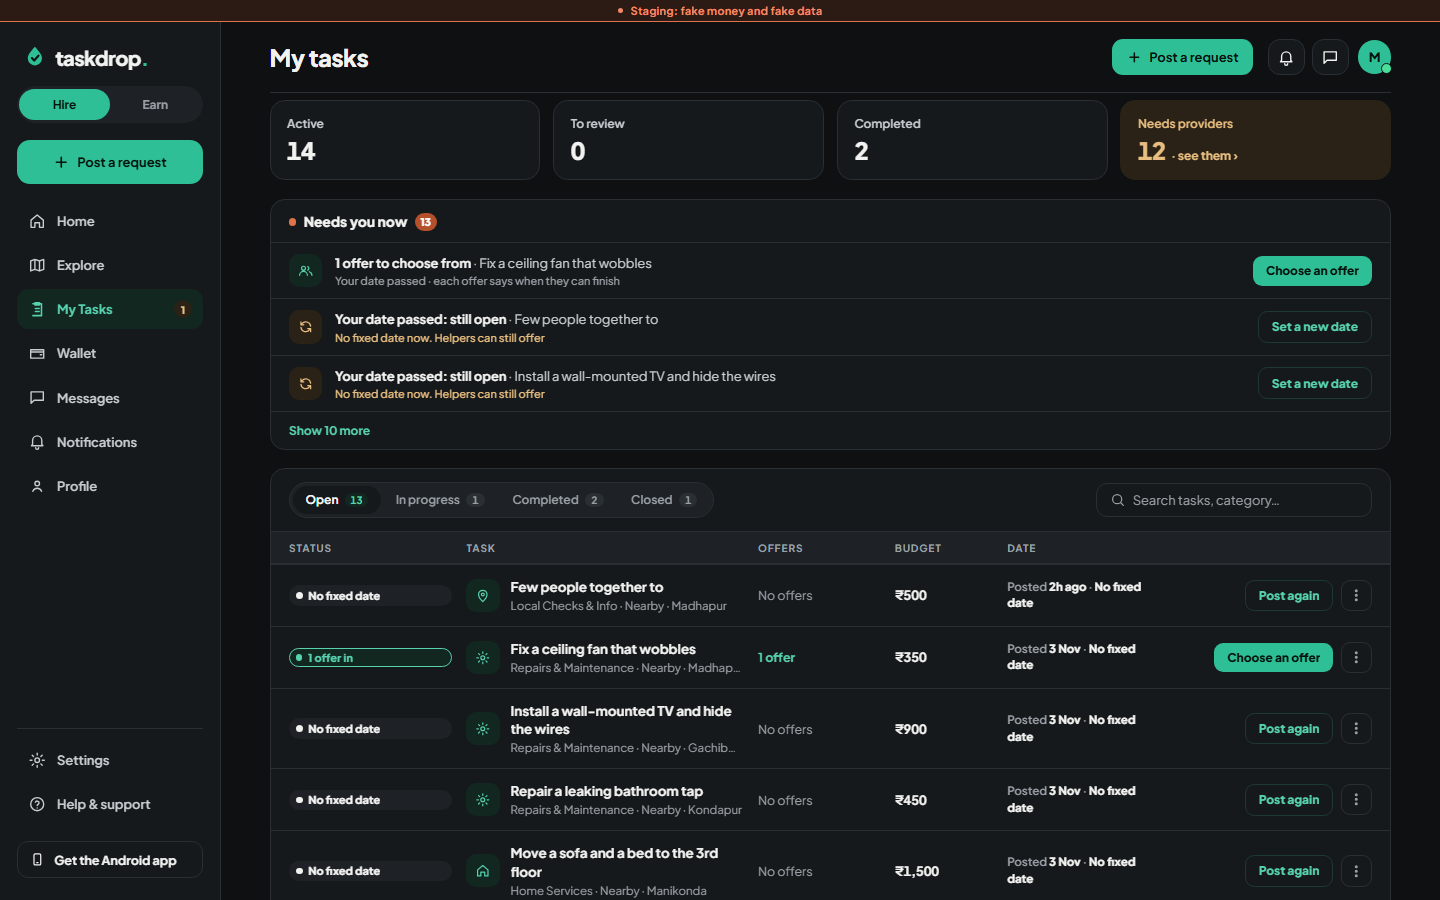 Staging: fake money and fake data
taskdrop.
Hire
Earn
Post a request
Home
Explore
My Tasks
1
Wallet
Messages
Notifications
Profile
Settings
Help & support
Get the Android app
My tasks
Post a request
M
Active
14
To review
0
Completed
2
Needs providers
12 · see them ›
Needs you now 13
1 offer to choose from · Fix a ceiling fan that wobbles
Your date passed · each offer says when they can finish
Choose an offer
Your date passed: still open · Few people together to
No fixed date now. Helpers can still offer
Set a new date
Your date passed: still open · Install a wall-mounted TV and hide the wires
No fixed date now. Helpers can still offer
Set a new date
Show 10 more
Open 13
In progress 1
Completed 2
Closed 1
Search tasks, category...
STATUS
TASK
OFFERS
BUDGET
DATE
No fixed date
Few people together to
Local Checks & Info · Nearby · Madhapur
No offers
₹500
Posted 2h ago · No fixed
date
Post again
1 offer in
Fix a ceiling fan that wobbles
Repairs & Maintenance · Nearby · Madhap...
1 offer
₹350
Posted 3 Nov · No fixed
date
Choose an offer
No fixed date
Install a wall-mounted TV and hide
the wires
Repairs & Maintenance · Nearby · Gachib...
No offers
₹900
Posted 3 Nov · No fixed
date
Post again
No fixed date
Repair a leaking bathroom tap
Repairs & Maintenance · Nearby · Kondapur
No offers
₹450
Posted 3 Nov · No fixed
date
Post again
No fixed date
Move a sofa and a bed to the 3rd
floor
Home Services · Nearby · Manikonda
No offers
₹1,500
Posted 3 Nov · No fixed
date
Post again